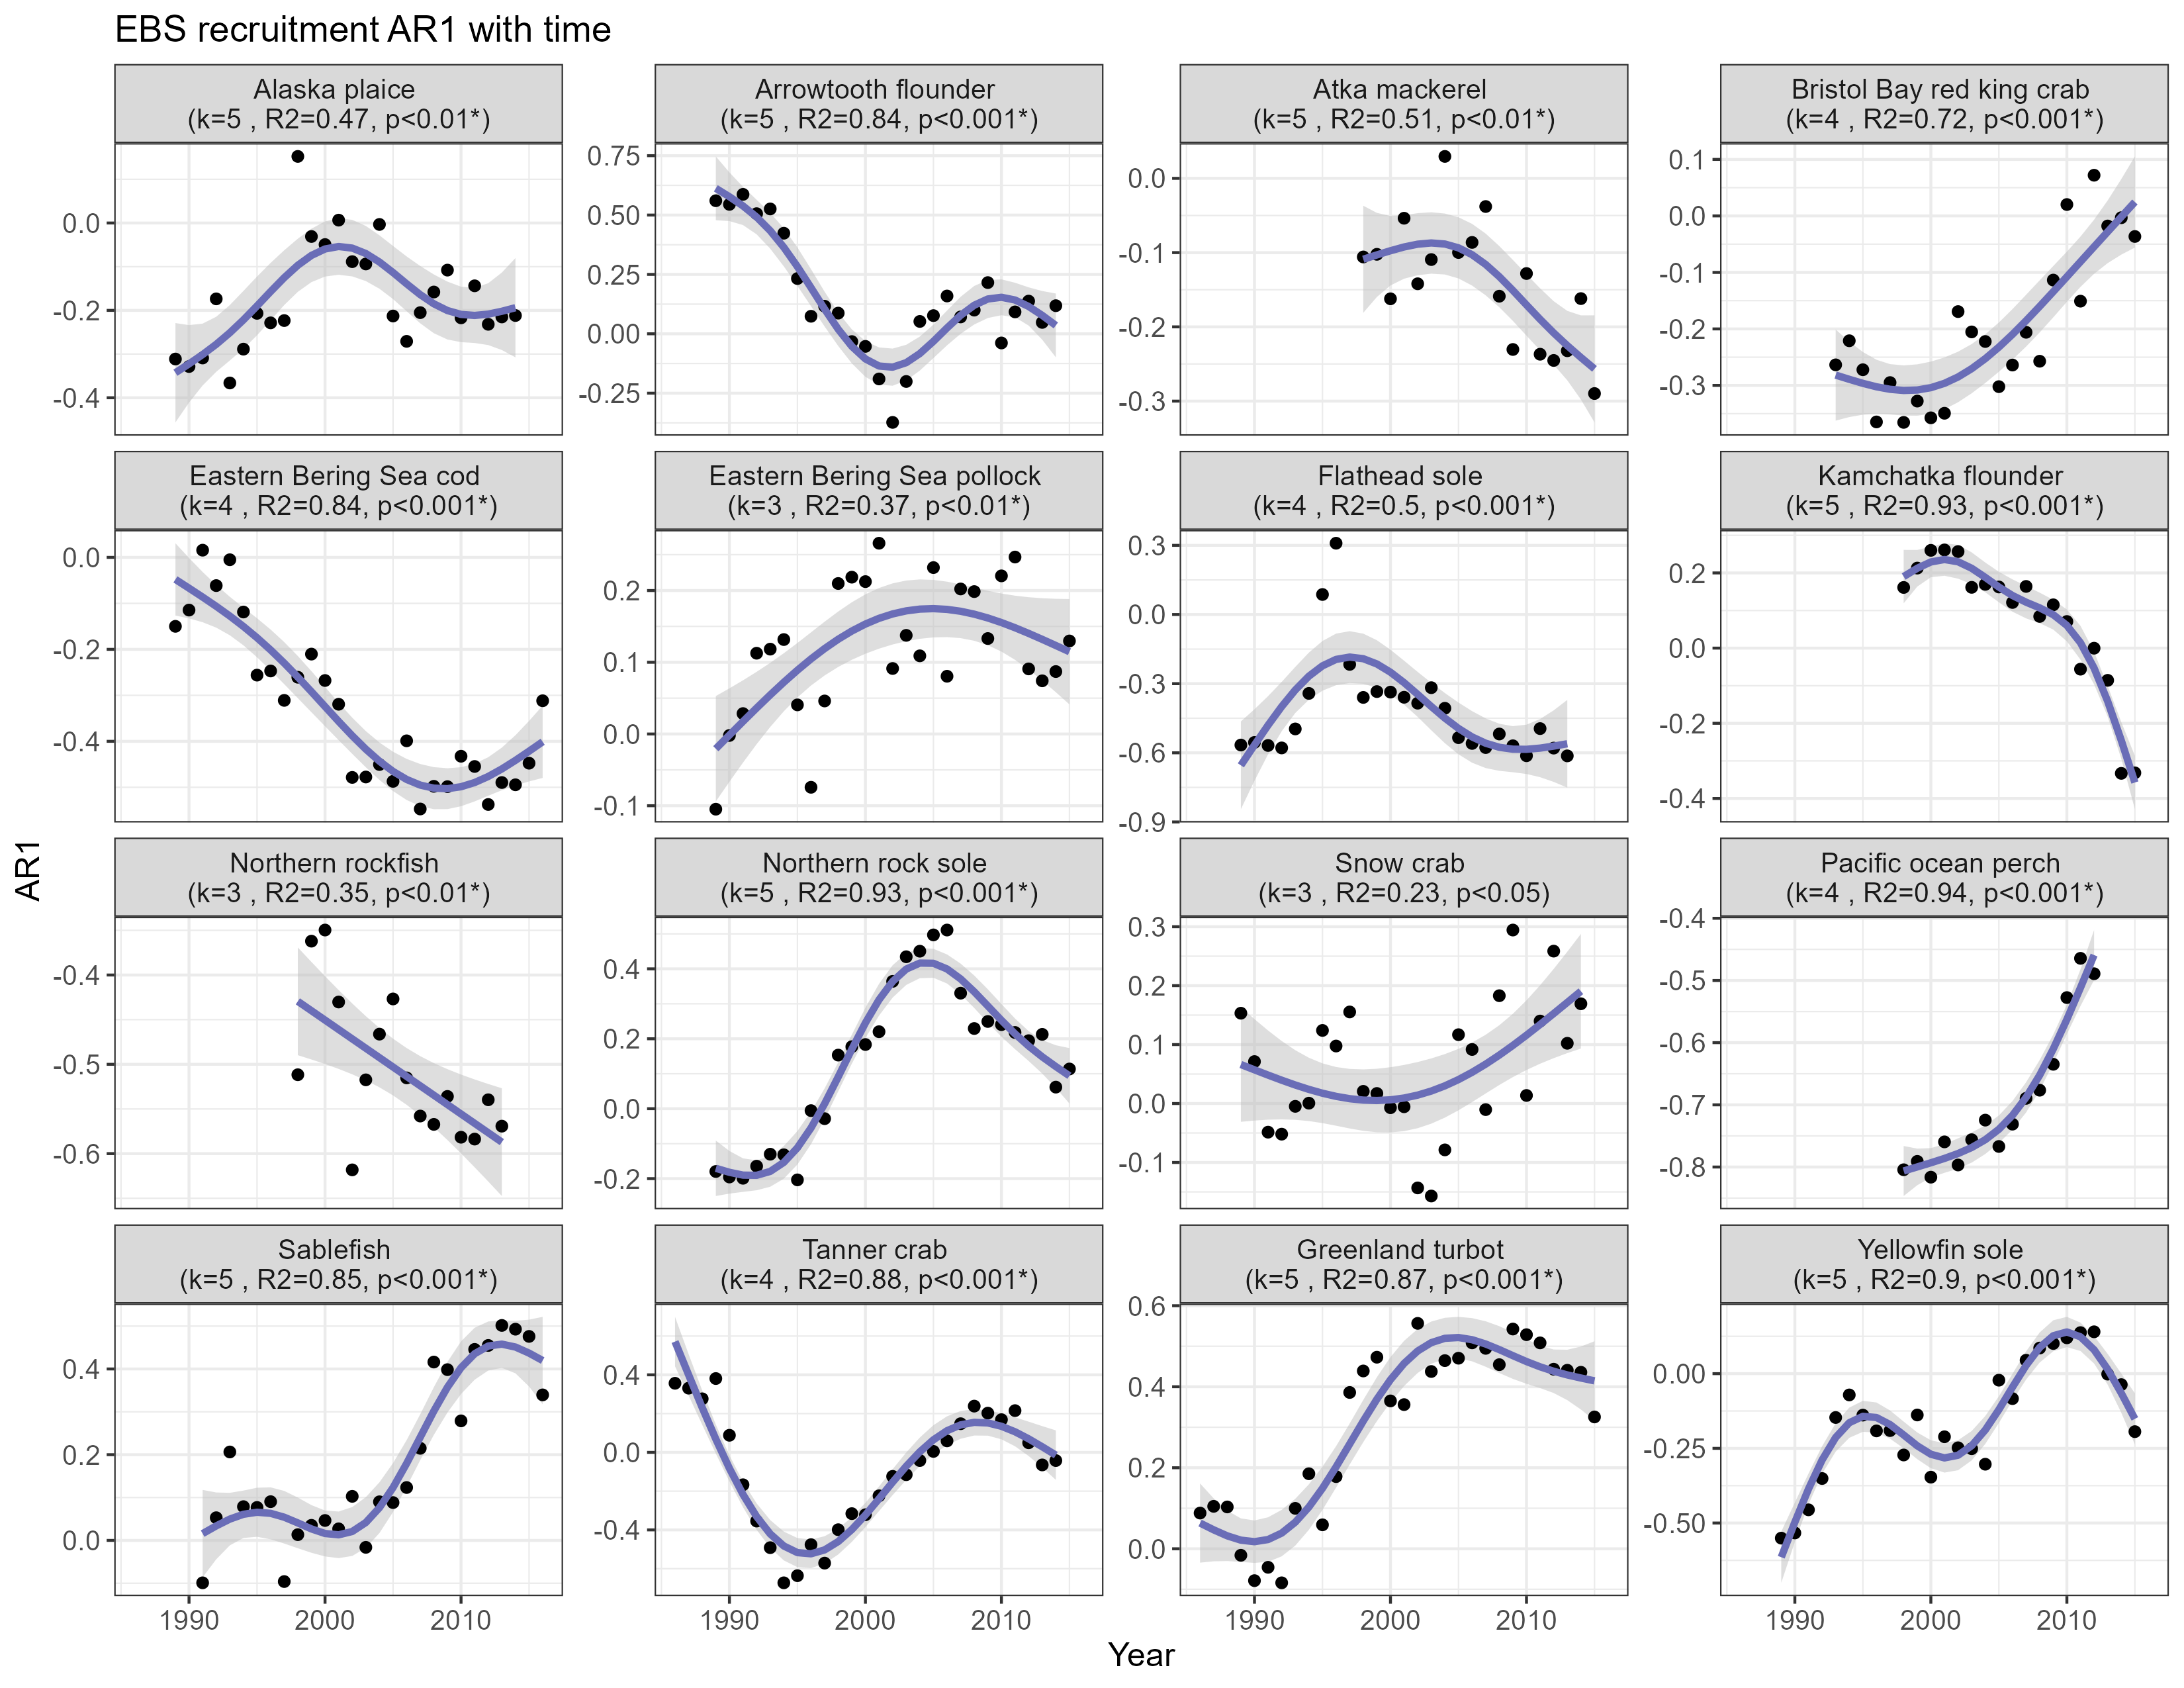 EBS recruitment AR1 with time
Alaska plaice
(k=5 , R2=0.47, p<0.01*)
Arrowtooth flounder
(k=5 , R2=0.84, p<0.001*)
Atka mackerel
(k=5 , R2=0.51, p<0.01*)
Bristol Bay red king crab
(k=4 , R2=0.72, p<0.001*)
0.0
-0.2
-0.4
0.75
0.50
0.25
0.00
-0.25
0.0
-0.1
-0.2
-0.3
0.1
0.0
-0.1
-0.2
-0.3
Eastern Bering Sea cod
(k=4 , R2=0.84, p<0.001*)
Eastern Bering Sea pollock
(k=3 , R2=0.37, p<0.01*)
Flathead sole
(k=4 , R2=0.5, p<0.001*)
Kamchatka flounder
(k=5 , R2=0.93, p<0.001*)
0.0
-0.2
-0.4
0.2
0.1
0.0
-0.1
0.3
0.0
-0.3
-0.6
-0.9
0.2
0.0
-0.2
-0.4
AR1
Northern rockfish
(k=3 , R2=0.35, p<0.01*)
Northern rock sole
(k=5 , R2=0.93, p<0.001*)
Snow crab
(k=3 , R2=0.23, p<0.05)
Pacific ocean perch
(k=4 , R2=0.94, p<0.001*)
-0.4
-0.5
-0.6
0.4
0.2
0.0
-0.2
0.3
0.2
0.1
0.0
-0.1
-0.4
-0.5
-0.6
-0.7
-0.8
Sablefish
(k=5 , R2=0.85, p<0.001*)
Tanner crab
(k=4 , R2=0.88, p<0.001*)
Greenland turbot
(k=5 , R2=0.87, p<0.001*)
Yellowfin sole
(k=5 , R2=0.9, p<0.001*)
0.4
0.2
0.0
0.4
0.0
-0.4
0.6
0.4
0.2
0.0
0.00
-0.25
-0.50
1990 2000 2010
1990 2000 2010
1990 2000 2010
1990 2000 2010
Year